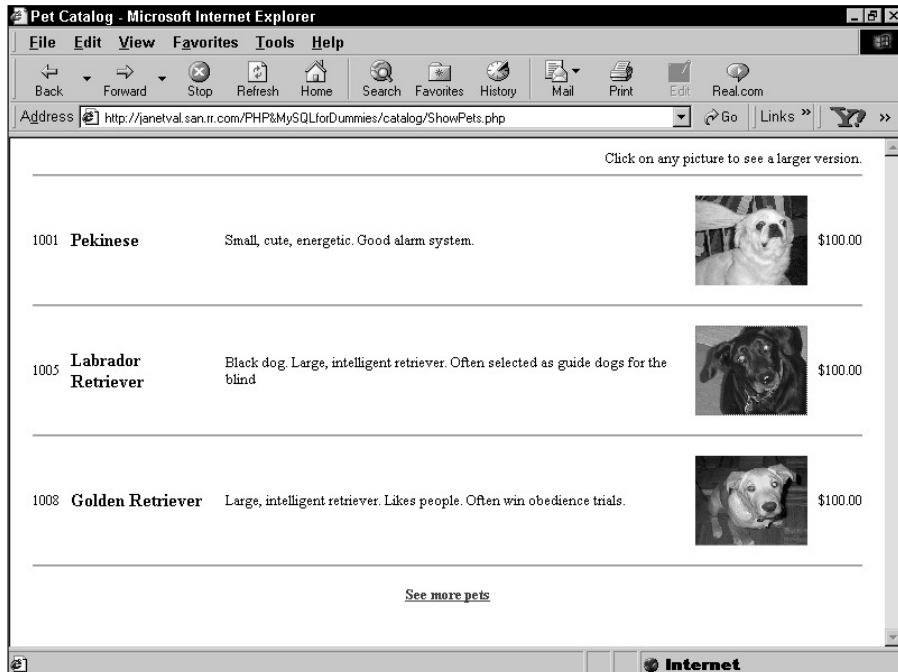 Pet Catalog - Microsoft Internet Explorer
File Edit View Favorites Tools Help
Back Forward Stop Refresh Home Search Favorites History Mail Print Edit Real.com
Address http://janetval.san.rr.com/PHP&MySQLforDummies/catalog/ShowPets.php Go Links » Y! »
Click on any picture to see a larger version.
1001 Pekinese Small, cute, energetic. Good alarm system. $100.00
1005 Labrador Retriever Black dog. Large, intelligent retriever. Often selected as guide dogs for the
blind $100.00
1008 Golden Retriever Large, intelligent retriever. Likes people. Often win obedience trials. $100.00
See more pets
Internet